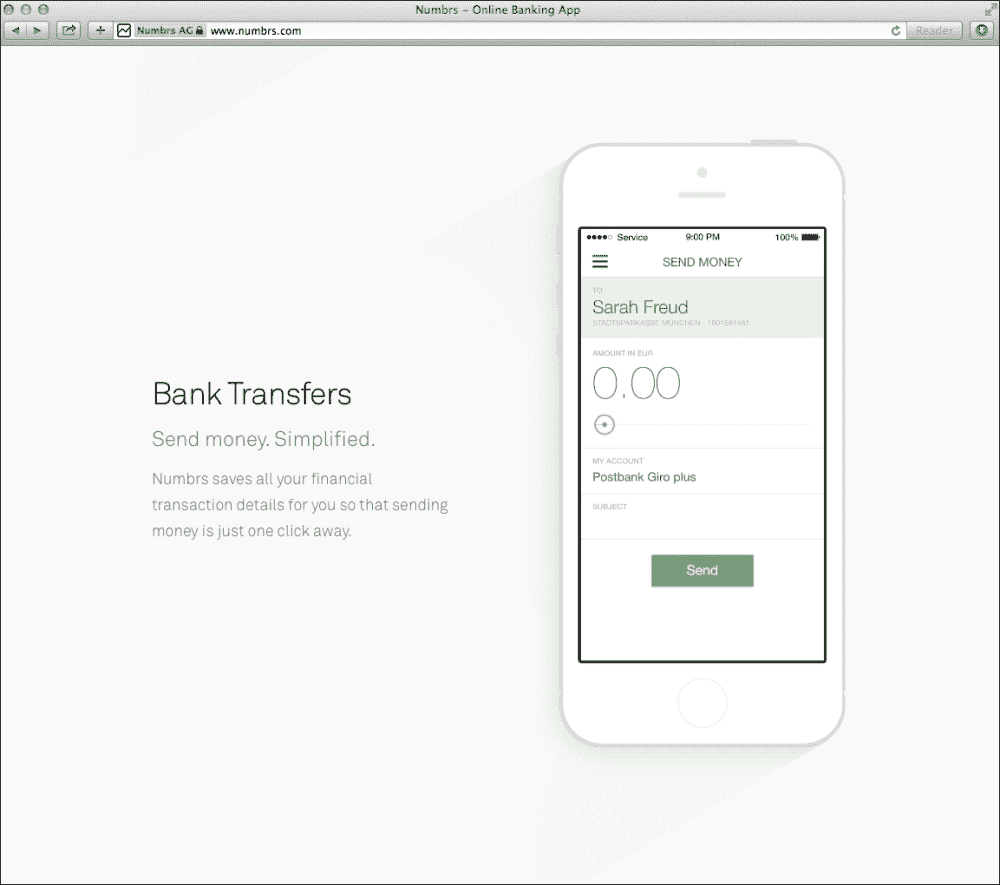 Numbrs – Online Banking App
Numbrs AG www.numbrs.com Reader
Service 9:00 PM 100%
SEND MONEY
TO
Sarah Freud
STADTSPARKASSE MÜNCHEN - 1001561461
AMOUNT IN EUR
0,00
MY ACCOUNT
Postbank Giro plus
SUBJECT
Send
Bank Transfers
Send money. Simplified.
Numbrs saves all your financial
transaction details for you so that sending
money is just one click away.